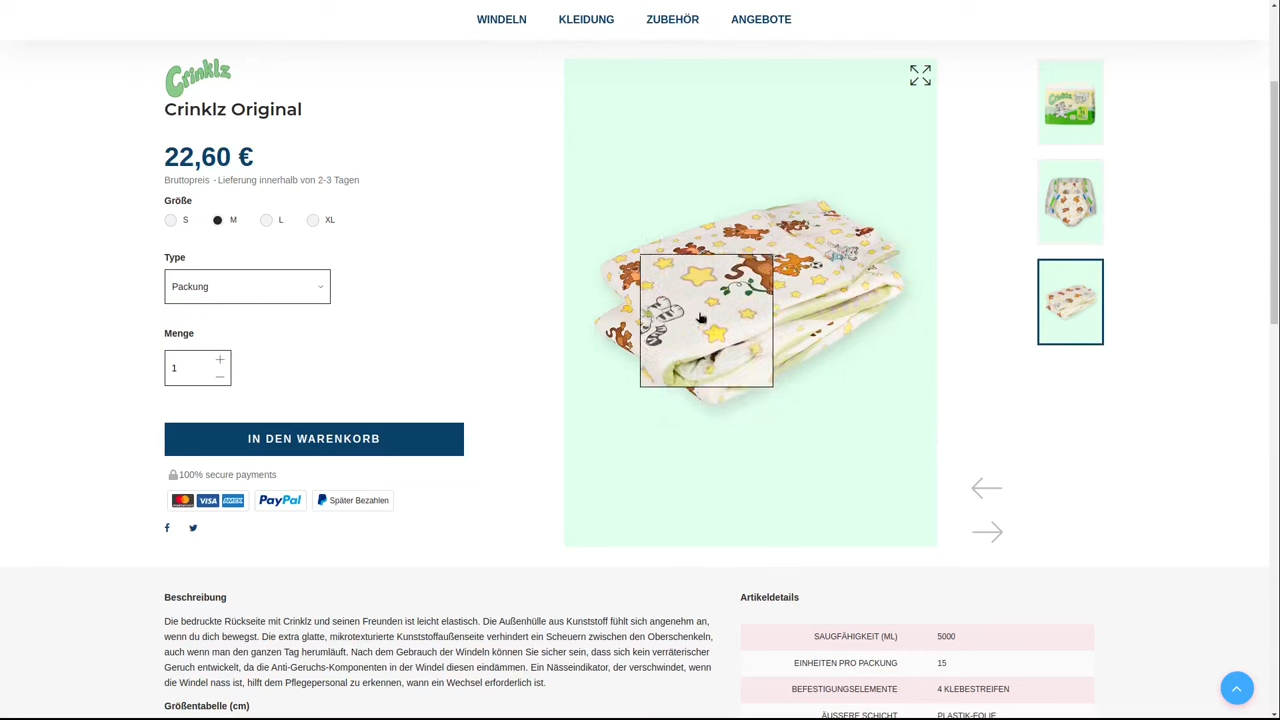 WINDELN KLEIDUNG ZUBEHÖR ANGEBOTE
Crinklz
Crinklz Original
22,60 €
Bruttopreis - Lieferung innerhalb von 2-3 Tagen
Größe
S M L XL
Type
Packung
Menge
1
IN DEN WARENKORB
100% secure payments
mastercard VISA AMEX PayPal Später Bezahlen
Beschreibung
Die bedruckte Rückseite mit Crinklz und seinen Freunden ist leicht elastisch. Die Außenhülle aus Kunststoff fühlt sich angenehm an,
wenn du dich bewegst. Die extra glatte, mikrotexturierte Kunststoffaußenseite verhindert ein Scheuern zwischen den Oberschenkeln,
auch wenn man den ganzen Tag herumläuft. Nach dem Gebrauch der Windeln können Sie sicher sein, dass sich kein verräterischer
Geruch entwickelt, da die Anti-Geruchs-Komponenten in der Windel diesen eindämmen. Ein Nässeindikator, der verschwindet, wenn
die Windel nass ist, hilft dem Pflegepersonal zu erkennen, wann ein Wechsel erforderlich ist.
Größentabelle (cm)
Artikeldetails
SAUGFÄHIGKEIT (ML) 5000
EINHEITEN PRO PACKUNG 15
BEFESTIGUNGSELEMENTE 4 KLEBESTREIFEN
ÄUSSERE SCHICHT PLASTIK-FOLIE